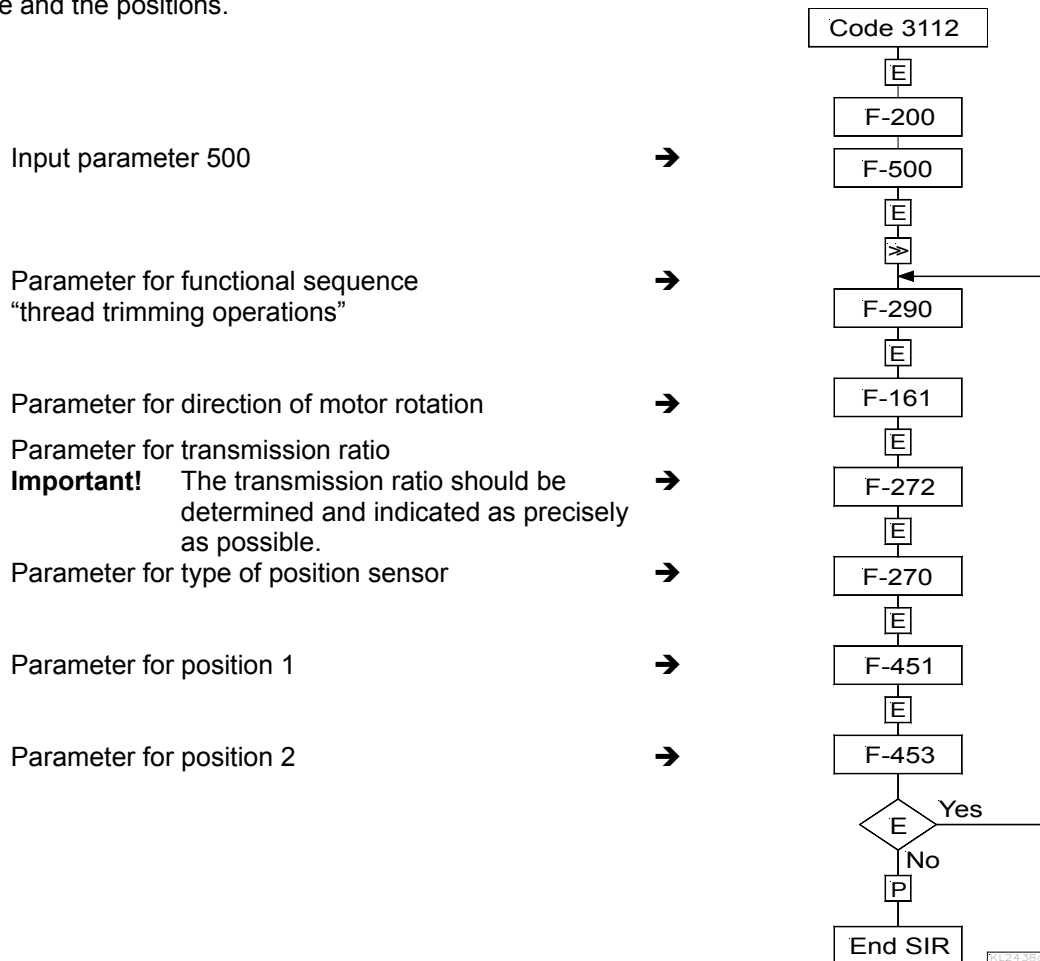 e and the positions.
Code 3112
E
F-200
Input parameter 500 ➔
F-500
E
≫
Parameter for functional sequence ➔
“thread trimming operations”
F-290
E
Parameter for direction of motor rotation ➔
F-161
E
Parameter for transmission ratio
Important! The transmission ratio should be ➔
determined and indicated as precisely
as possible.
F-272
E
Parameter for type of position sensor ➔
F-270
E
Parameter for position 1 ➔
F-451
E
Parameter for position 2 ➔
F-453
E
Yes
No
P
End SIR